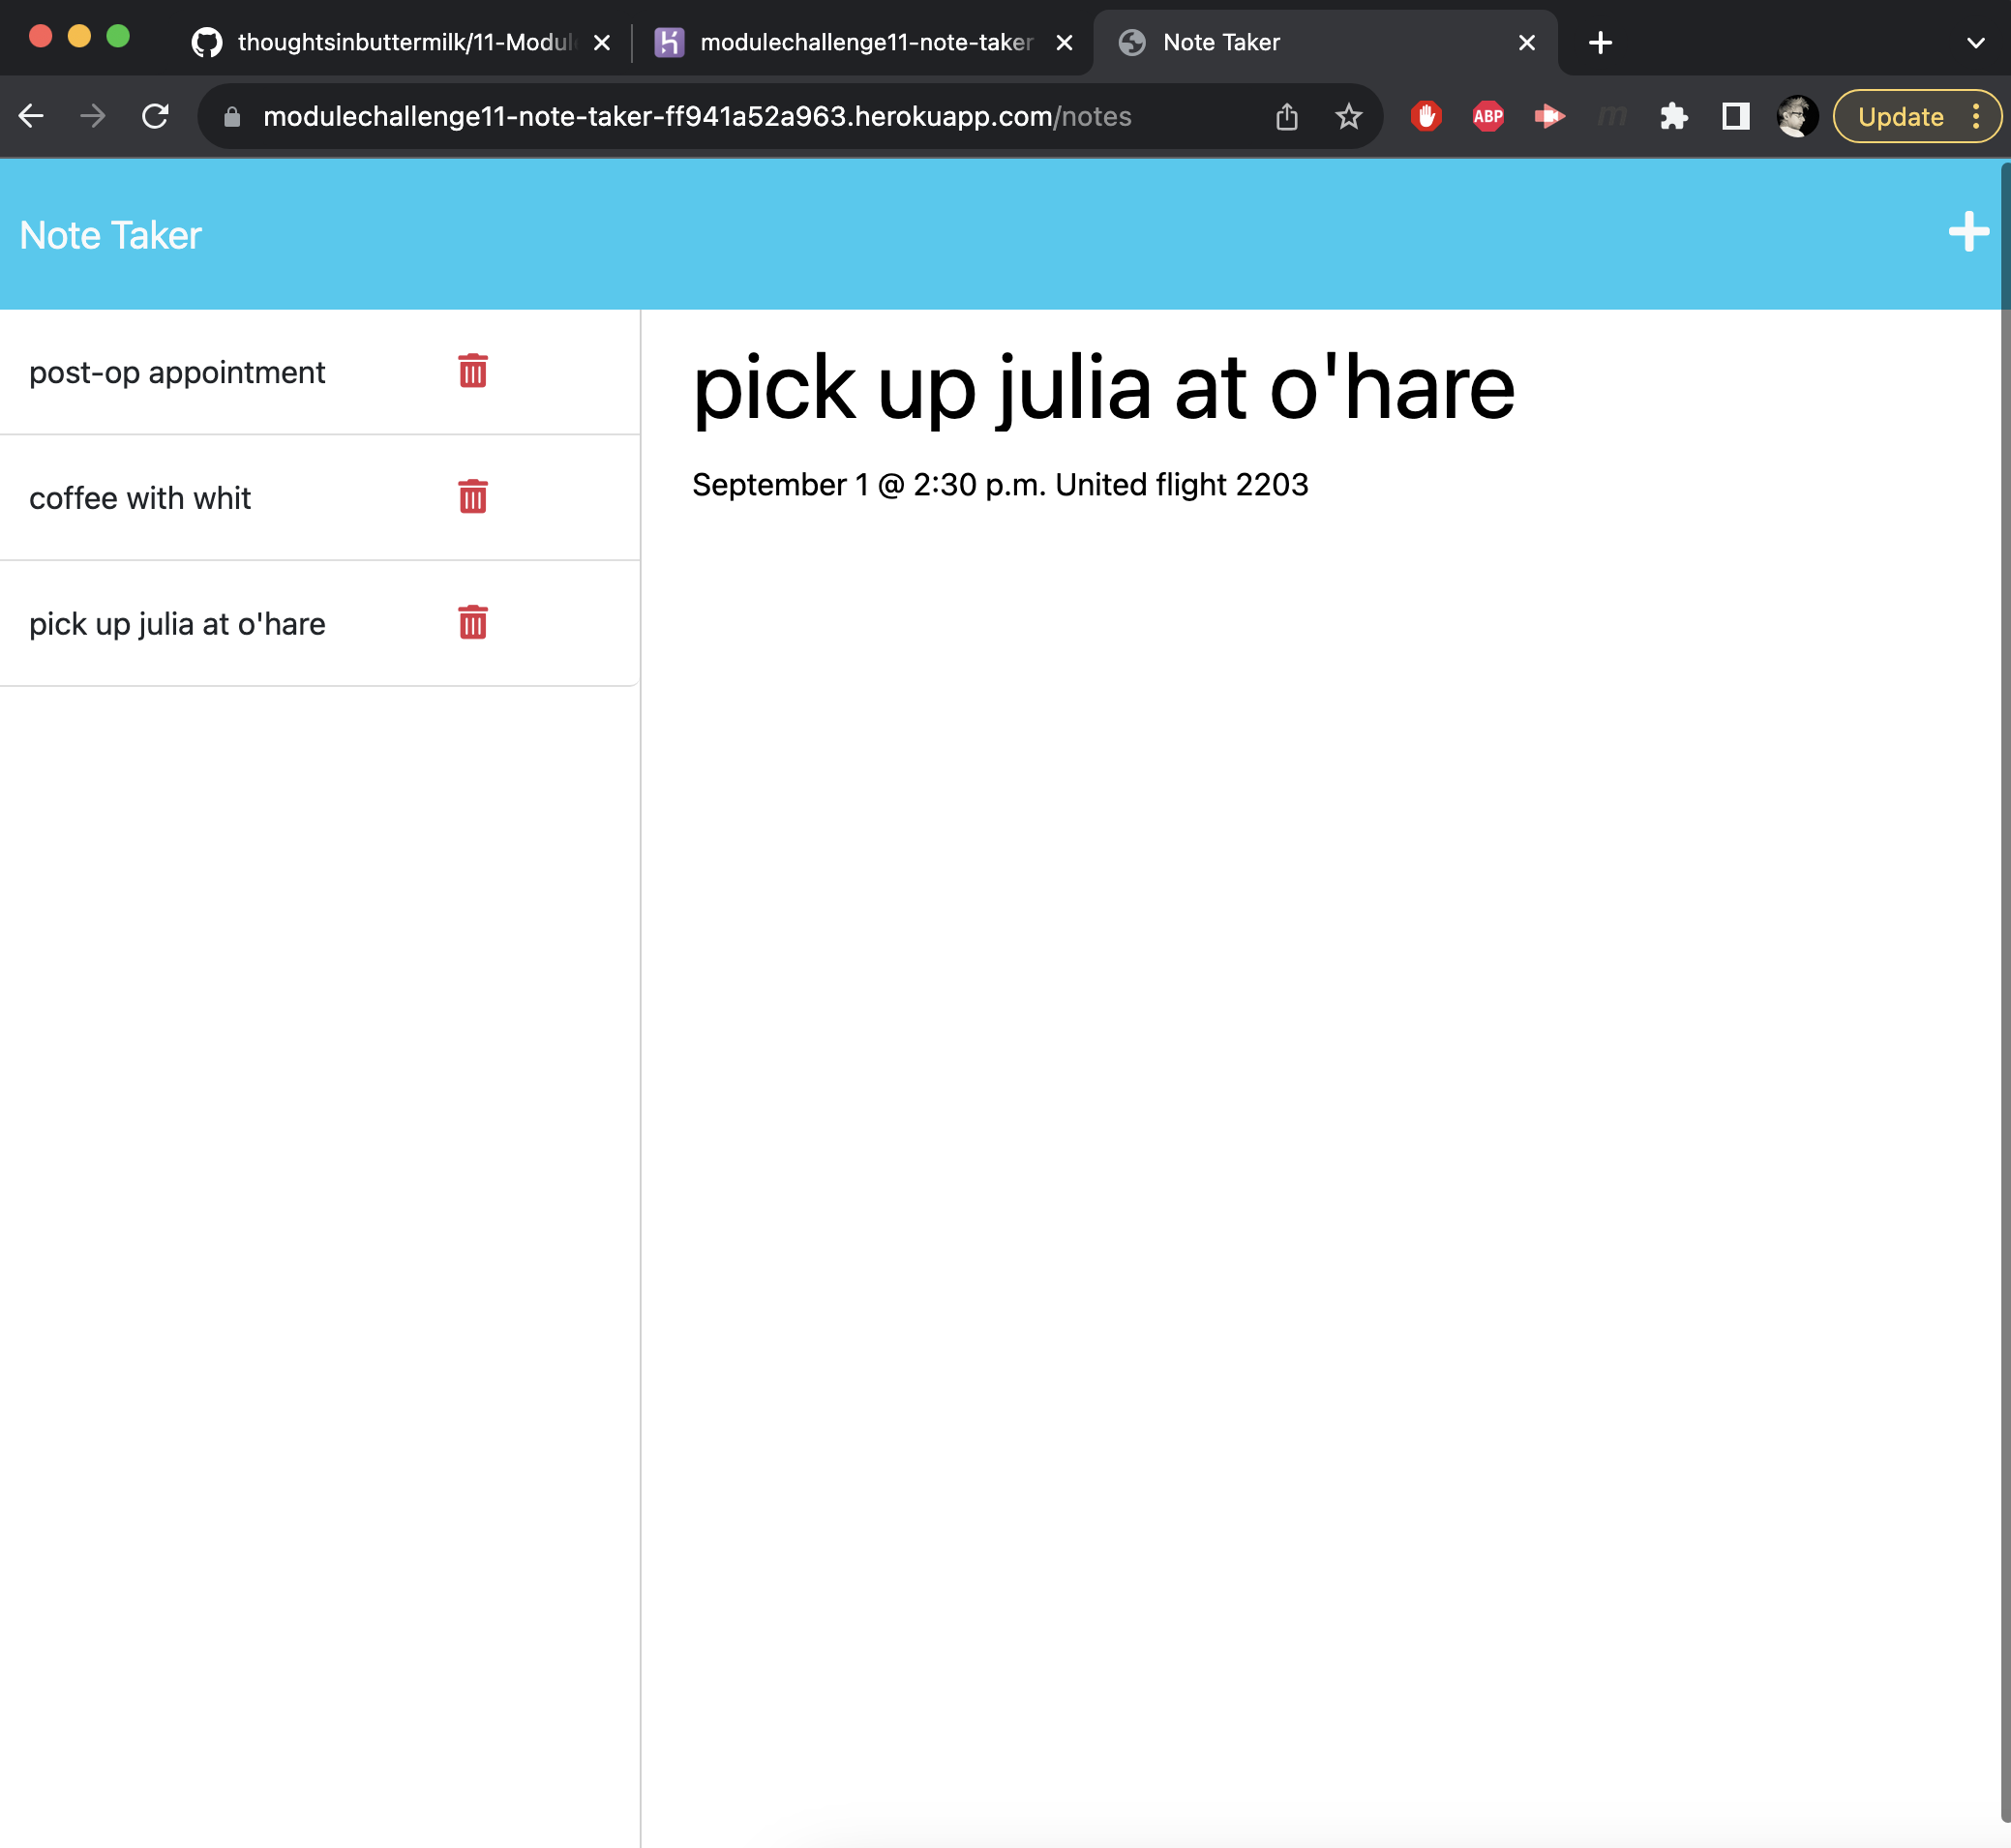 thoughtsinbuttermilk/11-Modul
modulechallenge11-note-taker
Note Taker
modulechallenge11-note-taker-ff941a52a963.herokuapp.com/notes
ABP
m
Update
Note Taker
post-op appointment
coffee with whit
pick up julia at o'hare
pick up julia at o'hare
September 1 @ 2:30 p.m. United flight 2203